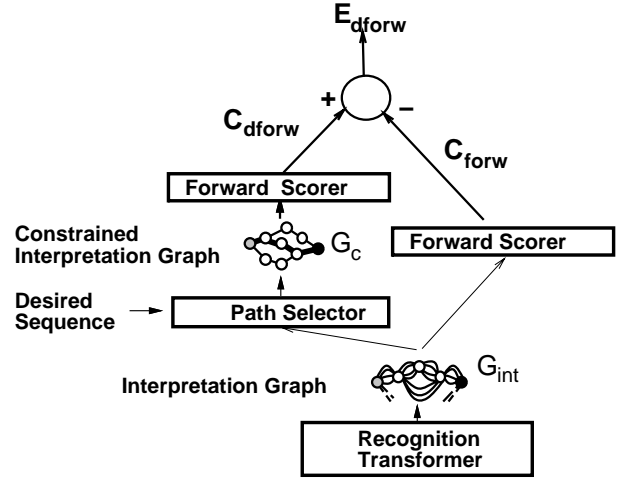 E_dforw
+ −
C_dforw
C_forw
Forward Scorer
Constrained
Interpretation Graph
G_c
Forward Scorer
Desired
Sequence
Path Selector
Interpretation Graph
G_int
Recognition
Transformer